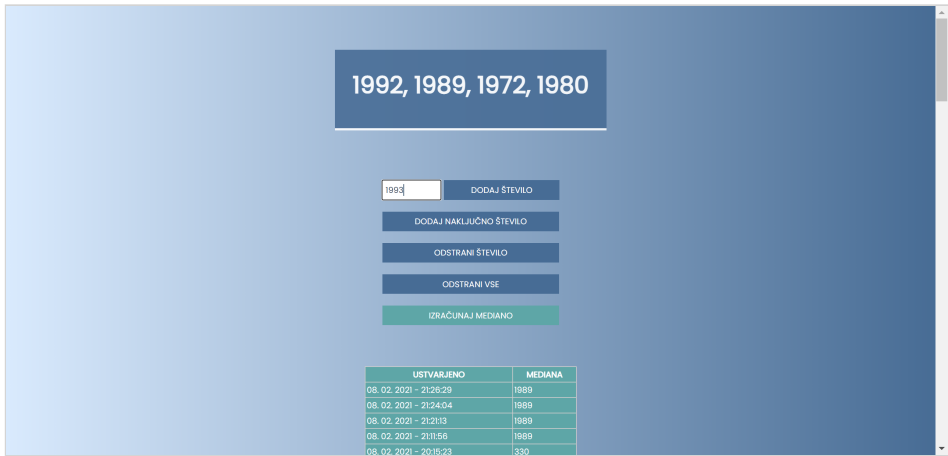 1992, 1989, 1972, 1980
1993 DODAJ ŠTEVILO
DODAJ NAKLJUČNO ŠTEVILO
ODSTRANI ŠTEVILO
ODSTRANI VSE
IZRAČUNAJ MEDIANO
USTVARJENO MEDIANA
08. 02. 2021 - 21:26:29 1989
08. 02. 2021 - 21:24:04 1989
08. 02. 2021 - 21:21:13 1989
08. 02. 2021 - 21:11:56 1989
08. 02. 2021 - 20:15:23 330